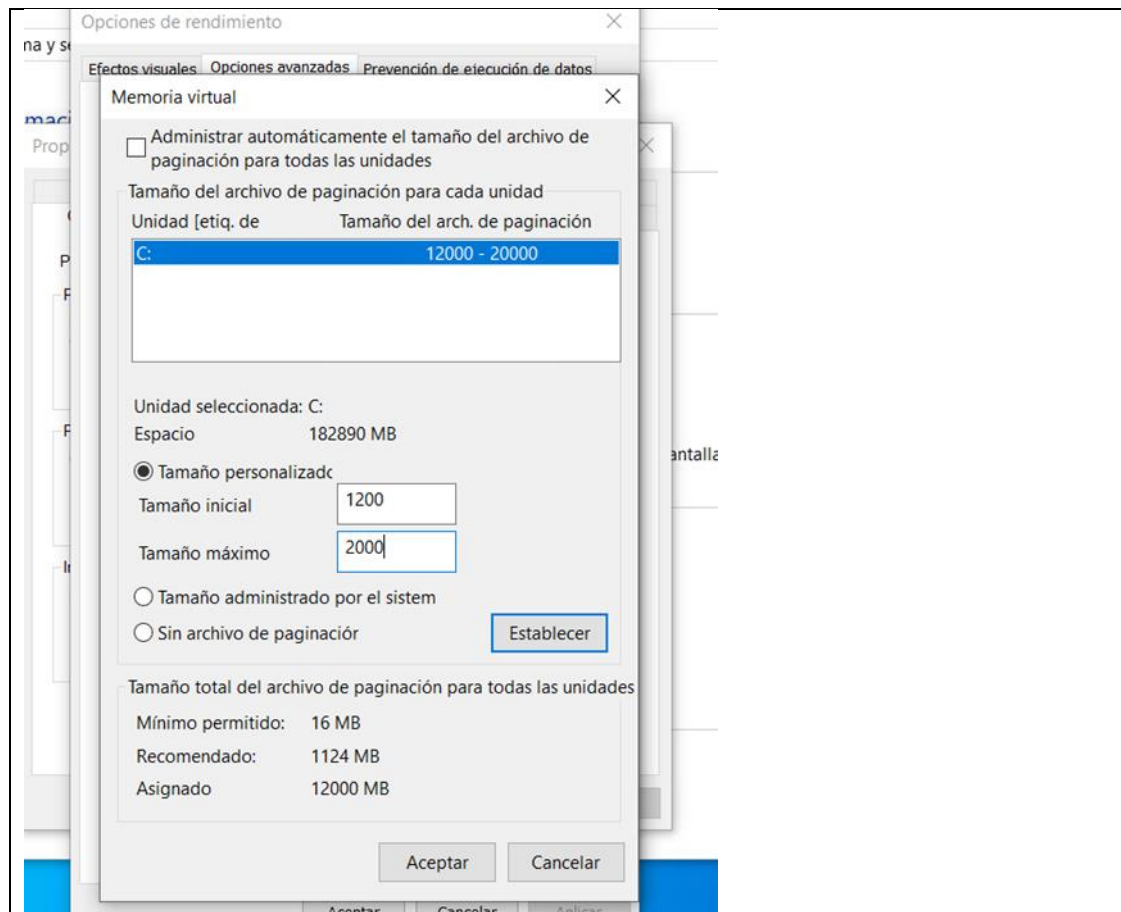 Opciones de rendimiento
na y se
Efectos visuales Opciones avanzadas Prevención de ejecución de datos
Memoria virtual
maci
Prop
Administrar automáticamente el tamaño del archivo de
paginación para todas las unidades
Tamaño del archivo de paginación para cada unidad
Unidad [etiq. de Tamaño del arch. de paginación
C: 12000 - 20000
P
F
Unidad seleccionada: C:
Espacio 182890 MB
F
antalla
Tamaño personalizado
Tamaño inicial 1200
Tamaño máximo 2000
Tamaño administrado por el sistem
Sin archivo de paginación
Establecer
Tamaño total del archivo de paginación para todas las unidades
Mínimo permitido: 16 MB
Recomendado: 1124 MB
Asignado 12000 MB
Aceptar Cancelar
Aceptar Cancelar Aplicar